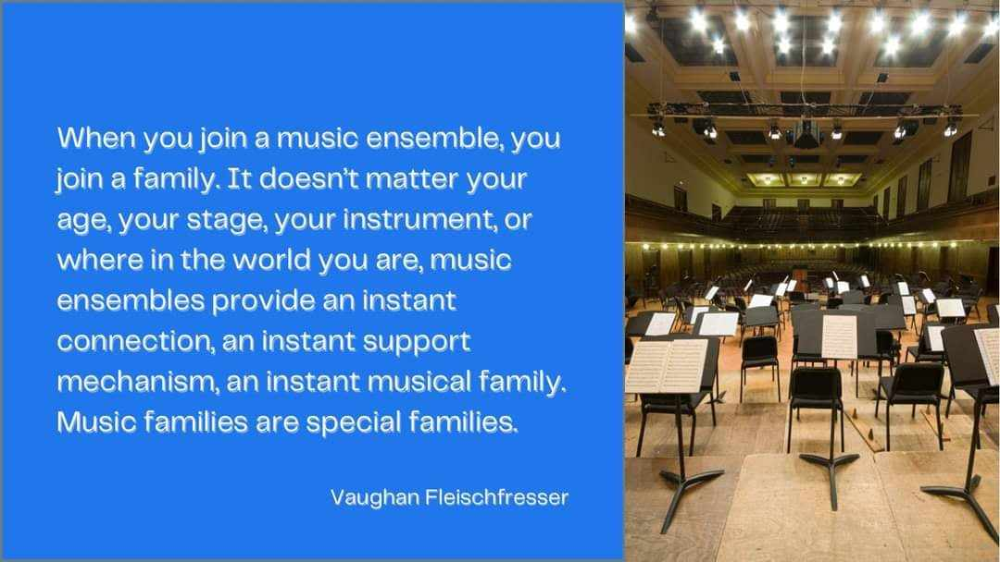 When you join a music ensemble, you
join a family. It doesn't matter your
age, your stage, your instrument, or
where in the world you are, music
ensembles provide an instant
connection, an instant support
mechanism, an instant musical family.
Music families are special families.
Vaughan Fleischfresser